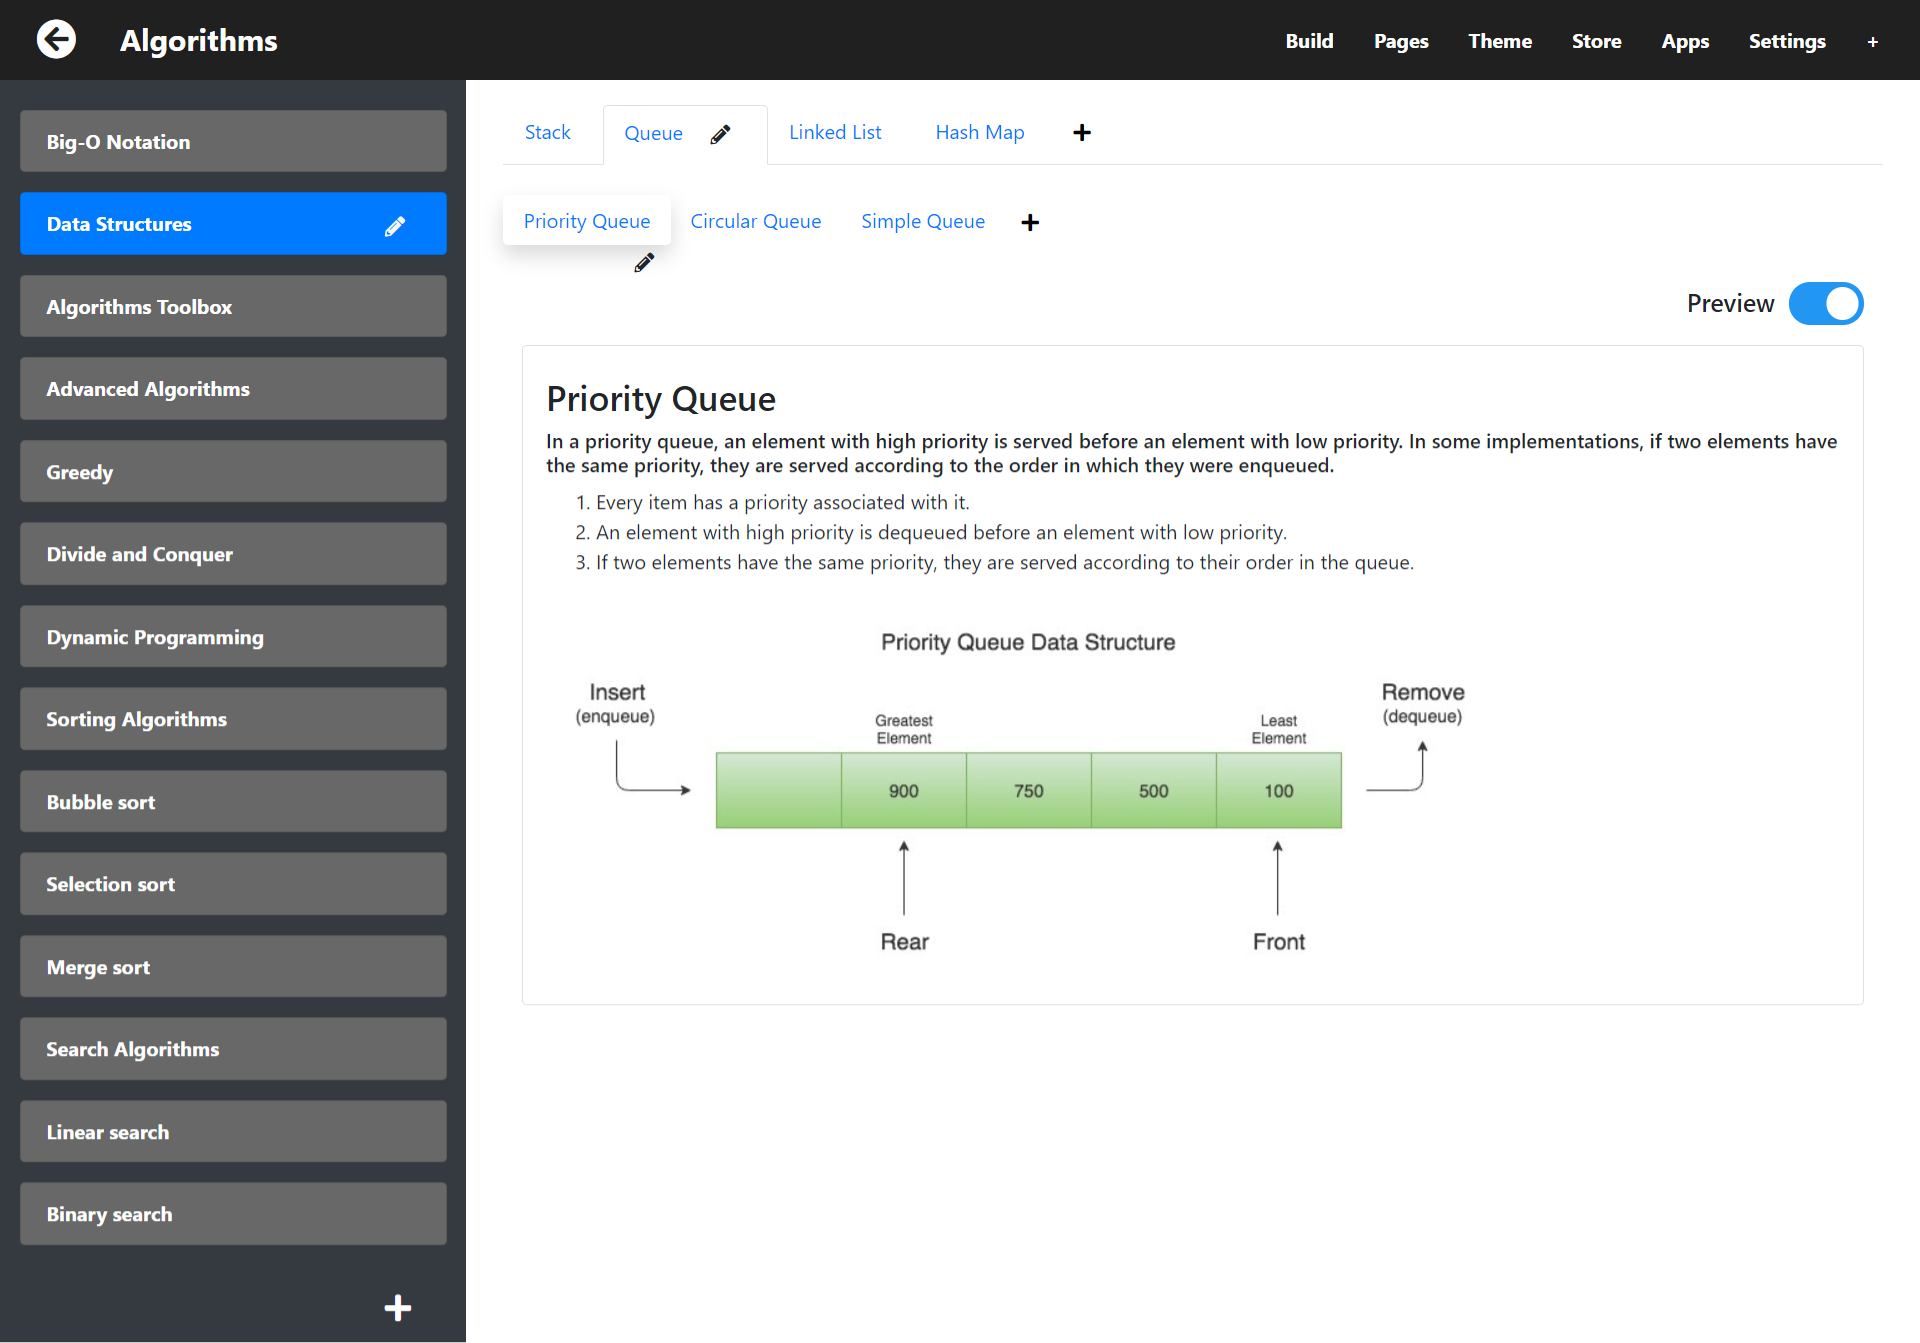 Algorithms
Build
Pages
Theme
Store
Apps
Settings
+
Big-O Notation
Data Structures
Algorithms Toolbox
Advanced Algorithms
Greedy
Divide and Conquer
Dynamic Programming
Sorting Algorithms
Bubble sort
Selection sort
Merge sort
Search Algorithms
Linear search
Binary search
Stack
Queue
Linked List
Hash Map
Priority Queue
Circular Queue
Simple Queue
Preview
Priority Queue
In a priority queue, an element with high priority is served before an element with low priority. In some implementations, if two elements have
the same priority, they are served according to the order in which they were enqueued.
1. Every item has a priority associated with it.
2. An element with high priority is dequeued before an element with low priority.
3. If two elements have the same priority, they are served according to their order in the queue.
Priority Queue Data Structure
Insert
(enqueue)
Greatest
Element
Least
Element
Remove
(dequeue)
900
750
500
100
Rear
Front